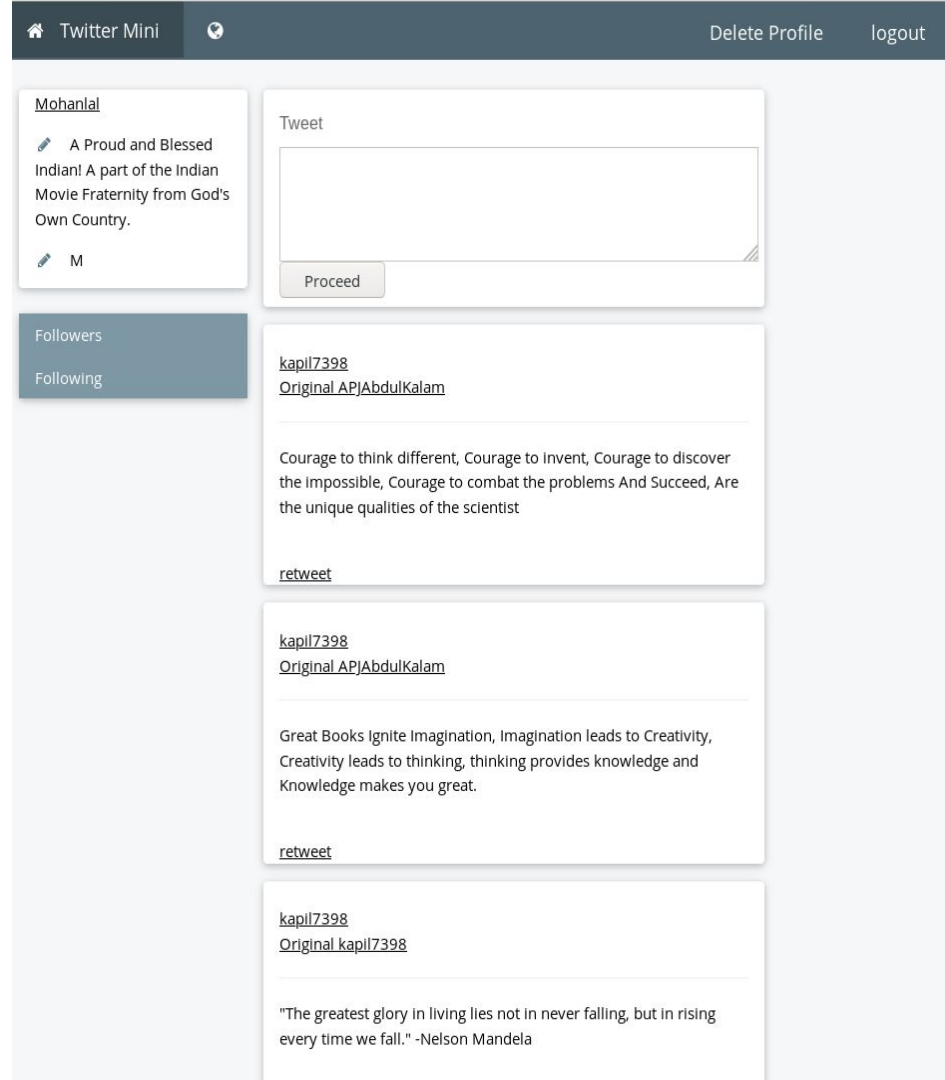 Twitter Mini
Delete Profile
logout
Mohanlal
A Proud and Blessed
Indian! A part of the Indian
Movie Fraternity from God's
Own Country.
M
Followers
Following
Tweet
Proceed
kapil7398
Original APJAbdulKalam
Courage to think different, Courage to invent, Courage to discover
the impossible, Courage to combat the problems And Succeed, Are
the unique qualities of the scientist
retweet
kapil7398
Original APJAbdulKalam
Great Books Ignite Imagination, Imagination leads to Creativity,
Creativity leads to thinking, thinking provides knowledge and
Knowledge makes you great.
retweet
kapil7398
Original kapil7398
"The greatest glory in living lies not in never falling, but in rising
every time we fall." -Nelson Mandela